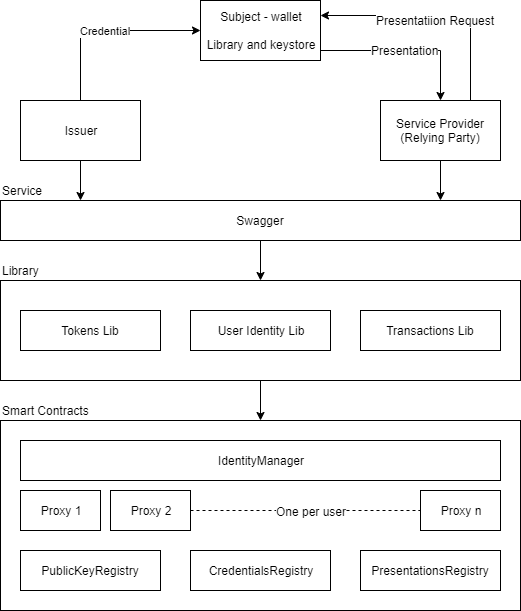 Subject - wallet
Library and keystore
Presentatiion Request
Credential
Presentation
Issuer
Service Provider
(Relying Party)
Service
Swagger
Library
Tokens Lib
User Identity Lib
Transactions Lib
Smart Contracts
IdentityManager
Proxy 1
Proxy 2
One per user
Proxy n
PublicKeyRegistry
CredentialsRegistry
PresentationsRegistry